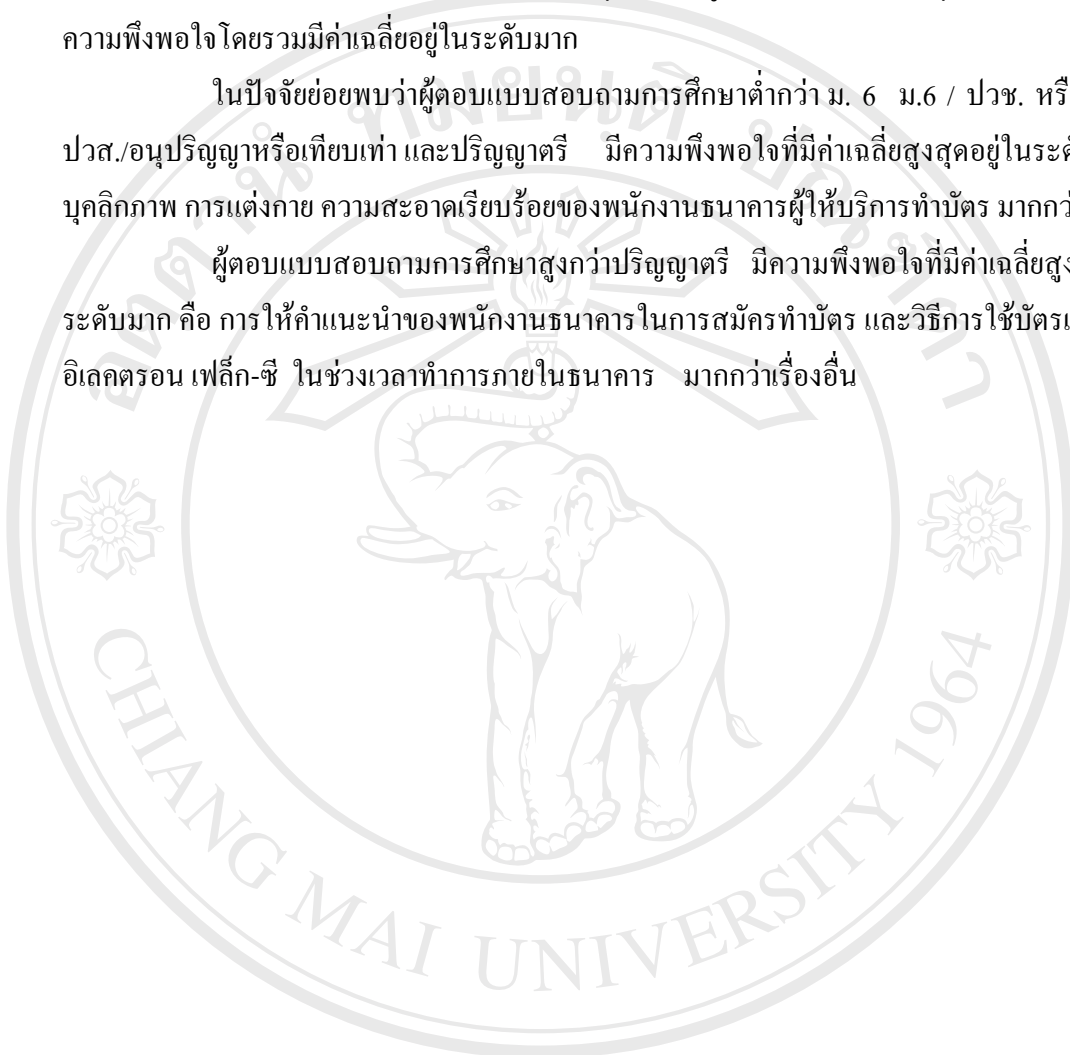 ความพึงพอใจโดยรวมมีค่าเฉลี่ยอยู่ในระดับมาก
ในปัจจัยย่อยพบว่าผู้ตอบแบบสอบถามการศึกษาต่ำกว่า ม. 6 ม.6 / ปวช. หรื
ปวส./อนุปริญญาหรือเทียบเท่า และปริญญาตรี มีความพึงพอใจที่มีค่าเฉลี่ยสูงสุดอยู่ในระดั
บุคลิกภาพ การแต่งกาย ความสะอาดเรียบร้อยของพนักงานธนาคารผู้ให้บริการทำบัตร มากกว่
ผู้ตอบแบบสอบถามการศึกษาสูงกว่าปริญญาตรี มีความพึงพอใจที่มีค่าเฉลี่ยสูง
ระดับมาก คือ การให้คำแนะนำของพนักงานธนาคารในการสมัครทำบัตร และวิธีการใช้บัตรเ
อิเลคตรอน เฟล็ก-ซี ในช่วงเวลาทำการภายในธนาคาร มากกว่าเรื่องอื่น
CHIANG MAI UNIVERSITY 1964